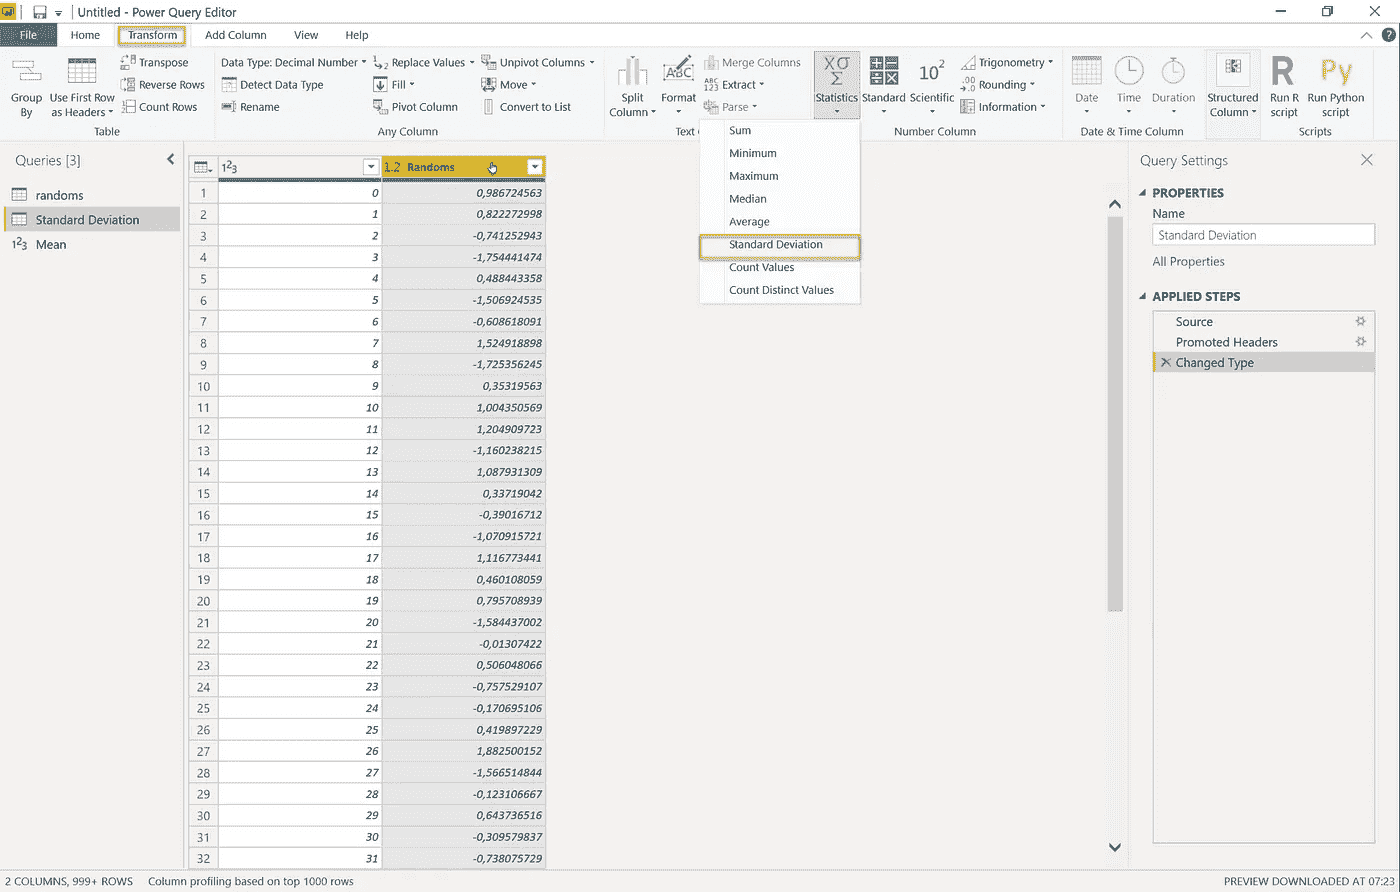 Untitled - Power Query Editor
File Home Transform Add Column View Help
Group By
Use First Row as Headers
Transpose
Reverse Rows
Count Rows
Table
Data Type: Decimal Number
Detect Data Type
Rename
Replace Values
Fill
Pivot Column
Unpivot Columns
Move
Convert to List
Any Column
Split Column
Format
ABC
Merge Columns
ABC 123 Extract
abc Parse
Text
Xσ Σ
Statistics
Standard
10²
Scientific
Trigonometry
Rounding
Information
Number Column
Date
Time
Duration
Date & Time Column
Structured Column
R
Run R script
Py
Run Python script
Scripts
Sum
Minimum
Maximum
Median
Average
Standard Deviation
Count Values
Count Distinct Values
Queries [3]
randoms
Standard Deviation
1²3 Mean
1²3 1.2 Randoms
1 0 0,986724563
2 1 0,822272998
3 2 -0,741252943
4 3 -1,754441474
5 4 0,488443358
6 5 -1,506924535
7 6 -0,608618091
8 7 1,524918898
9 8 -1,725356245
10 9 0,35319563
11 10 1,004350569
12 11 1,204909723
13 12 -1,160238215
14 13 1,087931309
15 14 0,33719042
16 15 -0,39016712
17 16 -1,070915721
18 17 1,116773441
19 18 0,460108059
20 19 0,795708939
21 20 -1,584437002
22 21 -0,01307422
23 22 0,506048066
24 23 -0,757529107
25 24 -0,170695106
26 25 0,419897229
27 26 1,882500152
28 27 -1,566514844
29 28 -0,123106667
30 29 0,643736516
31 30 -0,309579837
32 31 -0,738075729
Query Settings
PROPERTIES
Name
Standard Deviation
All Properties
APPLIED STEPS
Source
Promoted Headers
Changed Type
2 COLUMNS, 999+ ROWS Column profiling based on top 1000 rows
PREVIEW DOWNLOADED AT 07:23